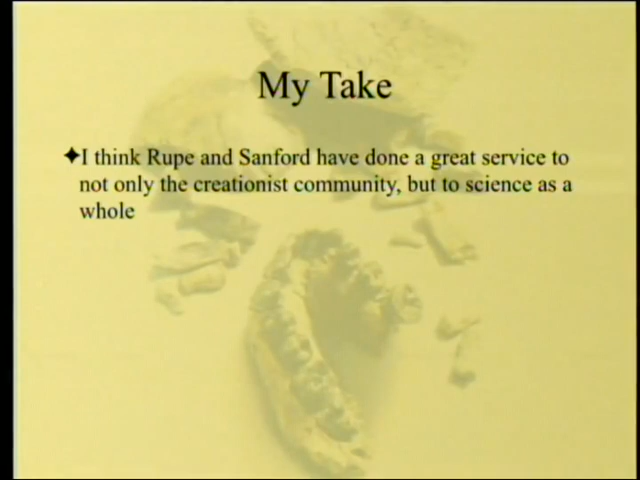 My Take
✦I think Rupe and Sanford have done a great service to
not only the creationist community, but to science as a
whole